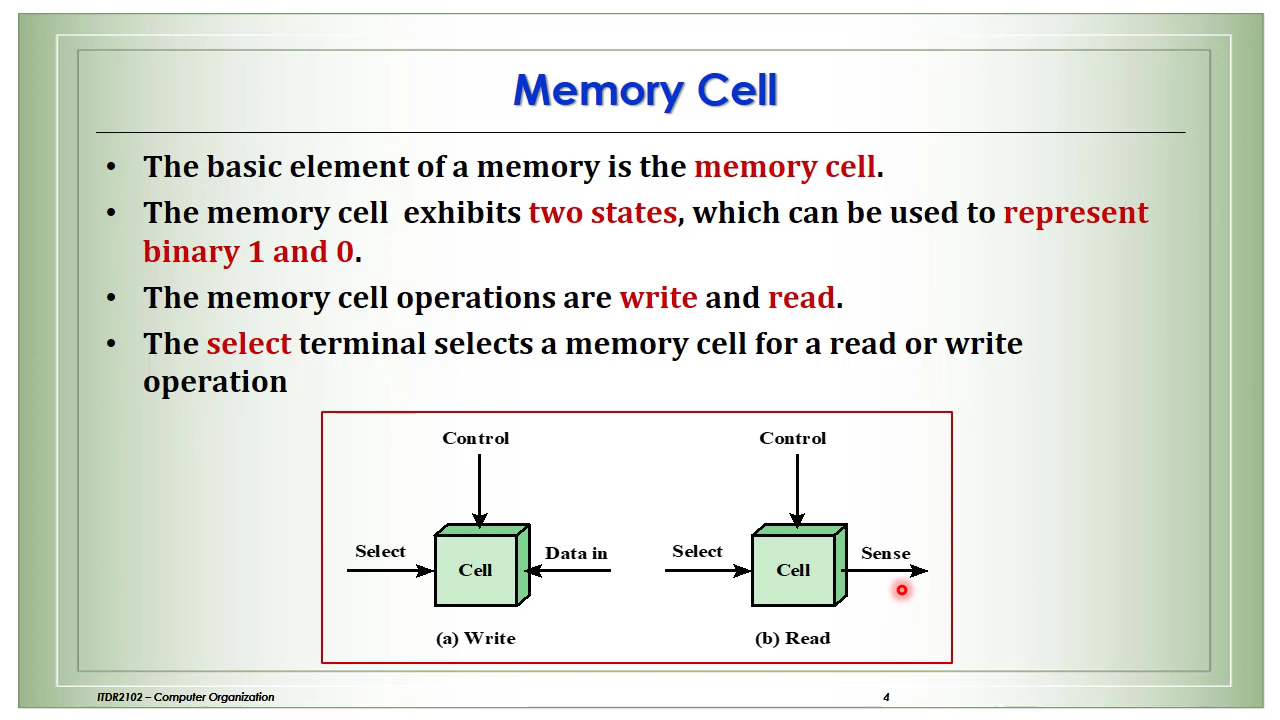 Memory Cell
• The basic element of a memory is the memory cell.
• The memory cell exhibits two states, which can be used to represent
binary 1 and 0.
• The memory cell operations are write and read.
• The select terminal selects a memory cell for a read or write
operation
Control
Select
Cell
Data in
(a) Write
Control
Select
Cell
Sense
(b) Read
ITDR2102 – Computer Organization
4